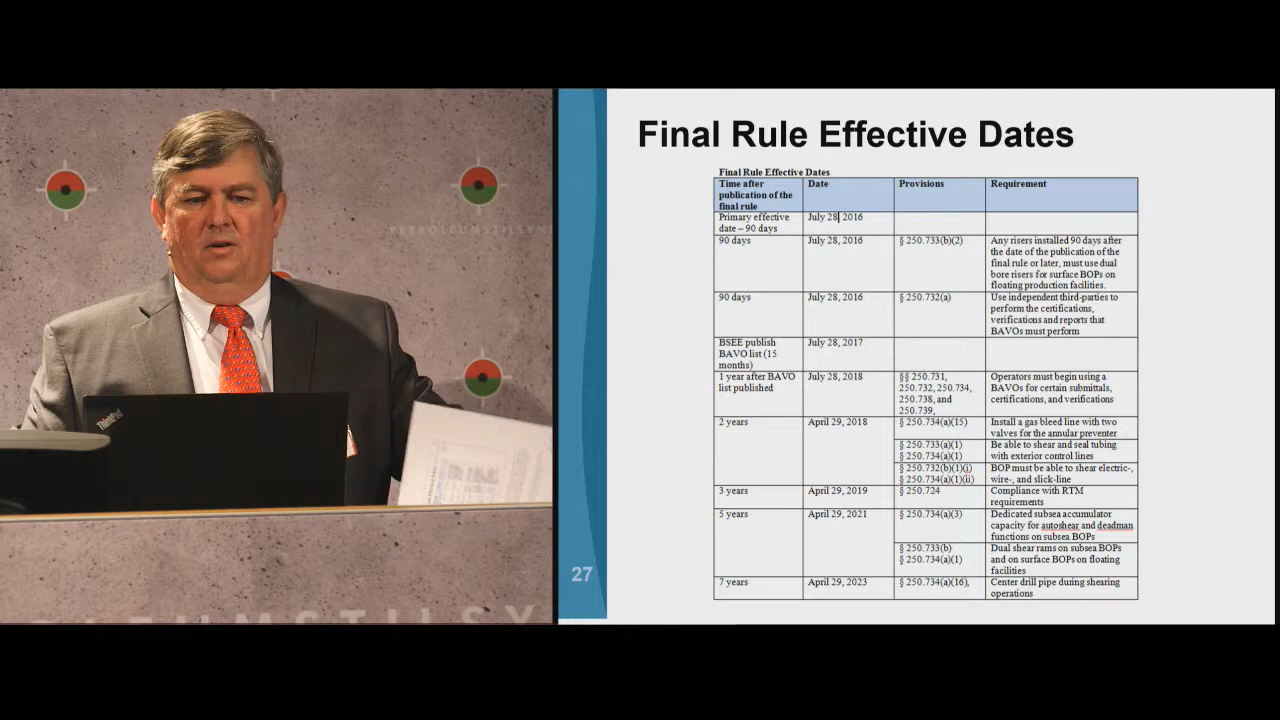 ThinkPad
PETROLEUMSTILSYNE
Final Rule Effective Dates
Final Rule Effective Dates
Time after publication of the final rule Date Provisions Requirement
Primary effective date – 90 days July 28, 2016
90 days July 28, 2016 § 250.733(b)(2) Any risers installed 90 days after the date of the publication of the final rule or later, must use dual bore risers for surface BOPs on floating production facilities.
90 days July 28, 2016 § 250.732(a) Use independent third-parties to perform the certifications, verifications and reports that BAVOs must perform
BSEE publish BAVO list (15 months) July 28, 2017
1 year after BAVO list published July 28, 2018 §§ 250.731, 250.732, 250.734, 250.738, and 250.739, Operators must begin using a BAVOs for certain submittals, certifications, and verifications
2 years April 29, 2018 § 250.734(a)(15) Install a gas bleed line with two valves for the annular preventer
§ 250.733(a)(1) § 250.734(a)(1) Be able to shear and seal tubing with exterior control lines
§ 250.732(b)(1)(i) § 250.734(a)(1)(ii) BOP must be able to shear electric-, wire-, and slick-line
3 years April 29, 2019 § 250.724 Compliance with RTM requirements
5 years April 29, 2021 § 250.734(a)(3) Dedicated subsea accumulator capacity for autoshear and deadman functions on subsea BOPs
§ 250.733(b) § 250.734(a)(1) Dual shear rams on subsea BOPs and on surface BOPs on floating facilities
7 years April 29, 2023 § 250.734(a)(16), Center drill pipe during shearing operations
27